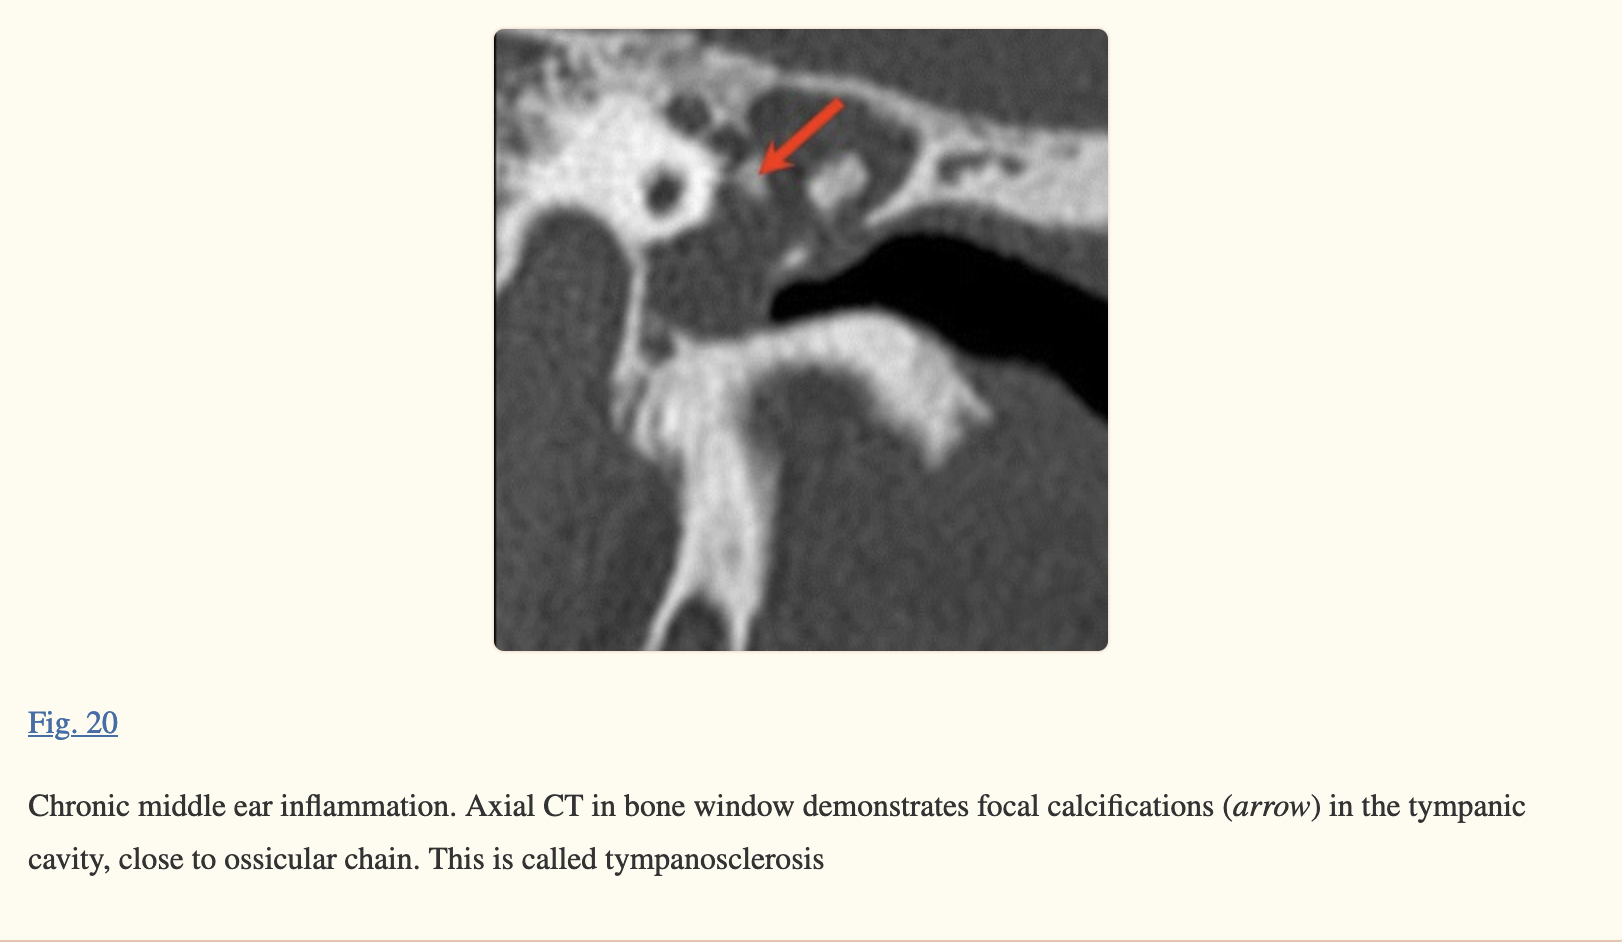 Fig. 20
Chronic middle ear inflammation. Axial CT in bone window demonstrates focal calcifications (arrow) in the tympanic
cavity, close to ossicular chain. This is called tympanosclerosis